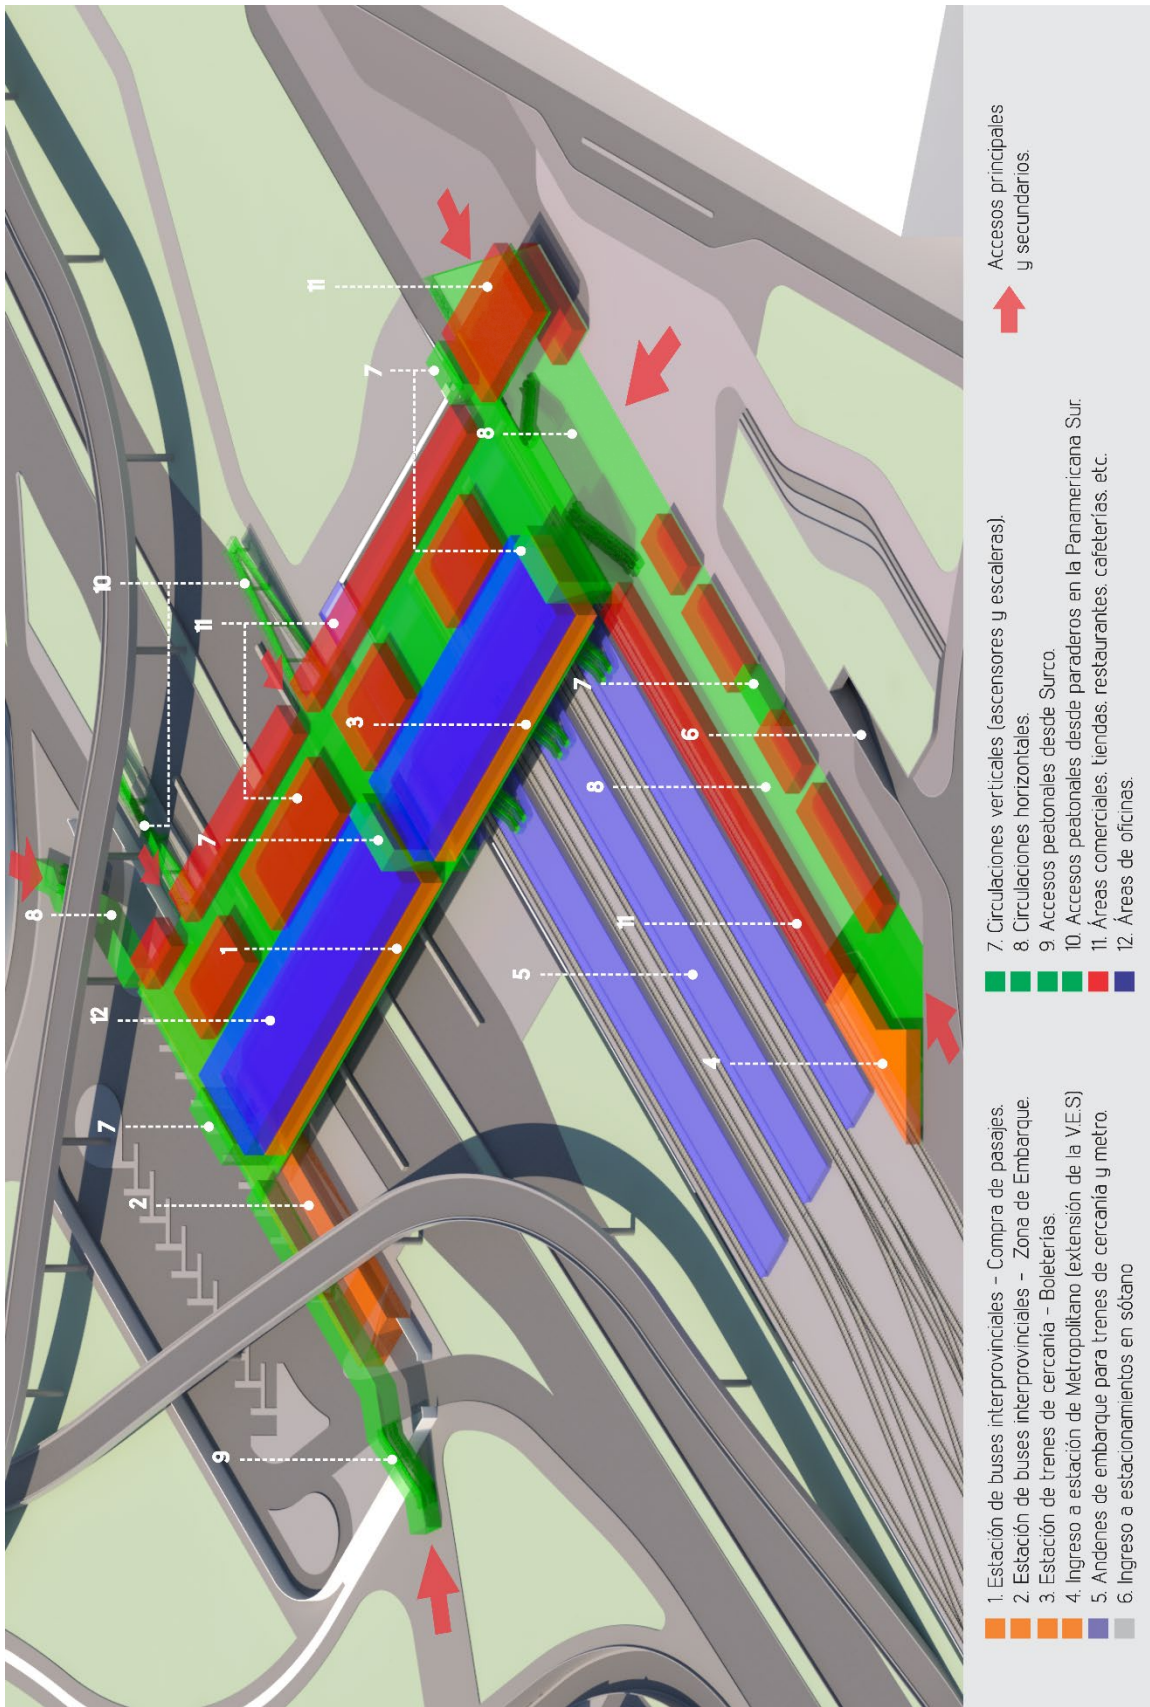 8
12
10
7
2
11
9
1
7
11
3
7
8
5
8
7
11
6
4
1. Estación de buses interprovinciales - Compra de pasajes.
2. Estación de buses interprovinciales - Zona de Embarque.
3. Estación de trenes de cercanía - Boleterías.
4. Ingreso a estación de Metropolitano (extensión de la V.E.S)
5. Andenes de embarque para trenes de cercanía y metro.
6. Ingreso a estacionamientos en sótano
7. Circulaciones verticales (ascensores y escaleras).
8. Circulaciones horizontales.
9. Accesos peatonales desde Surco.
10. Accesos peatonales desde paraderos en la Panamericana Sur.
11. Áreas comerciales, tiendas, restaurantes, cafeterías, etc.
12. Áreas de oficinas.
Accesos principales
y secundarios.